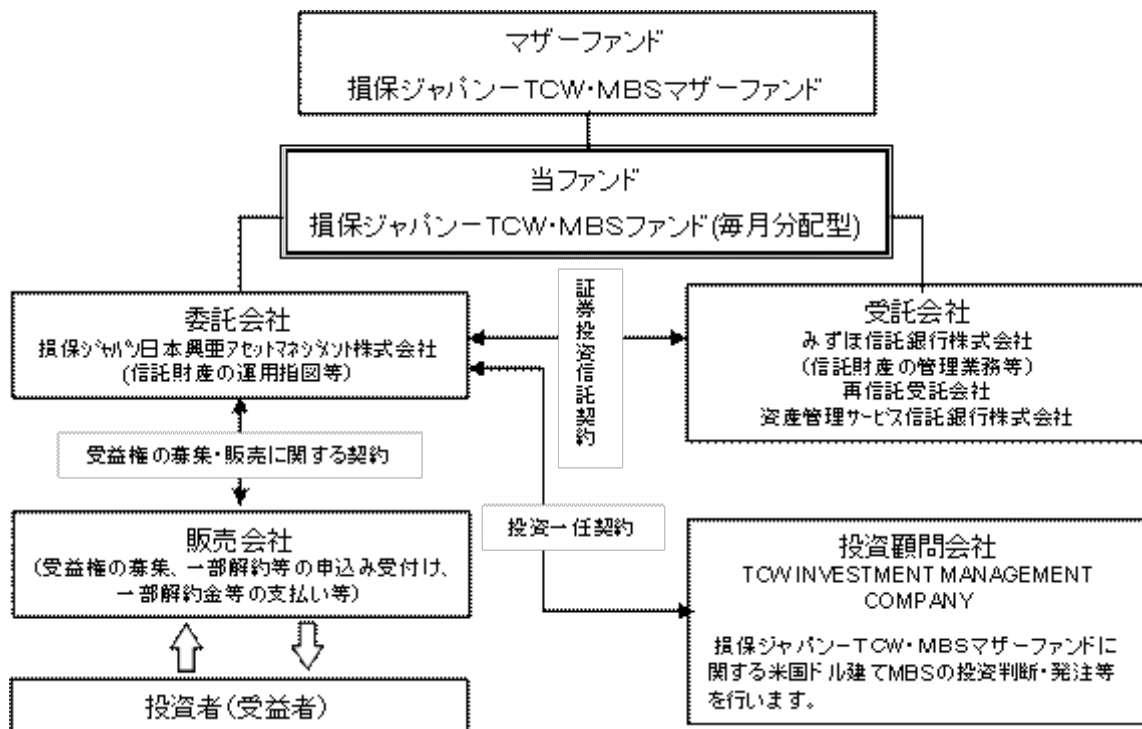 マザーファンド
損保ジャパン－TCW・MBSマザーファンド
当ファンド
損保ジャパン－TCW・MBSファンド(毎月分配型)
委託会社
損保ジャパン日本興亜アセットマネジメント株式会社
(信託財産の運用指図等)
証券投資信託契約
受託会社
みずほ信託銀行株式会社
(信託財産の管理業務等)
再信託受託会社
資産管理サービス信託銀行株式会社
受益権の募集・販売に関する契約
投資一任契約
販売会社
(受益権の募集、一部解約等の申込み受付け、
一部解約金等の支払い等)
投資顧問会社
TCW INVESTMENT MANAGEMENT
COMPANY
損保ジャパン－TCW・MBSマザーファンドに
関する米国ドル建てMBSの投資判断・発注等
を行います。
投資者(受益者)